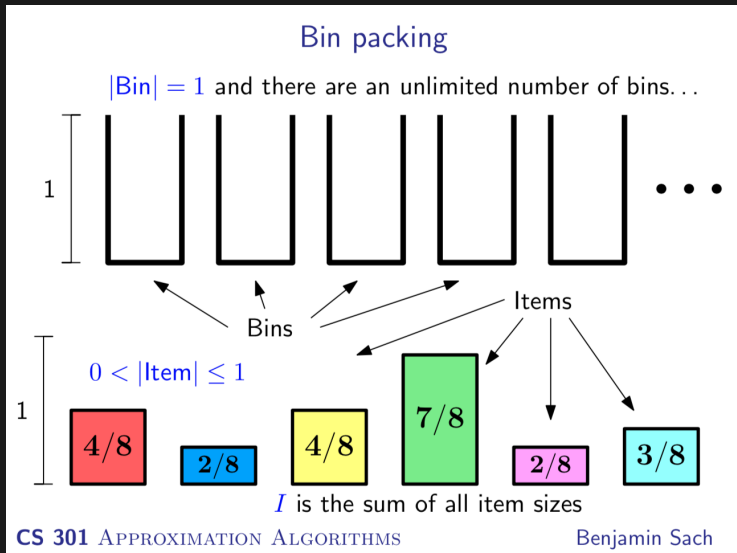 Bin packing
|Bin| = 1 and there are an unlimited number of bins...
1
Items
Bins
0 < |Item| ≤ 1
1
4/8
2/8
4/8
7/8
2/8
3/8
I is the sum of all item sizes
CS 301 APPROXIMATION ALGORITHMS
Benjamin Sach